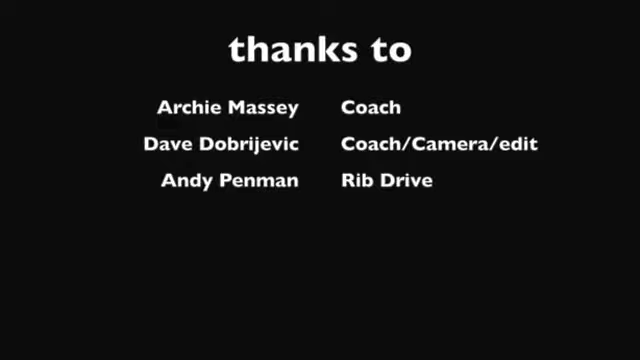 thanks to
Archie Massey Coach
Dave Dobrijevic Coach/Camera/edit
Andy Penman Rib Drive